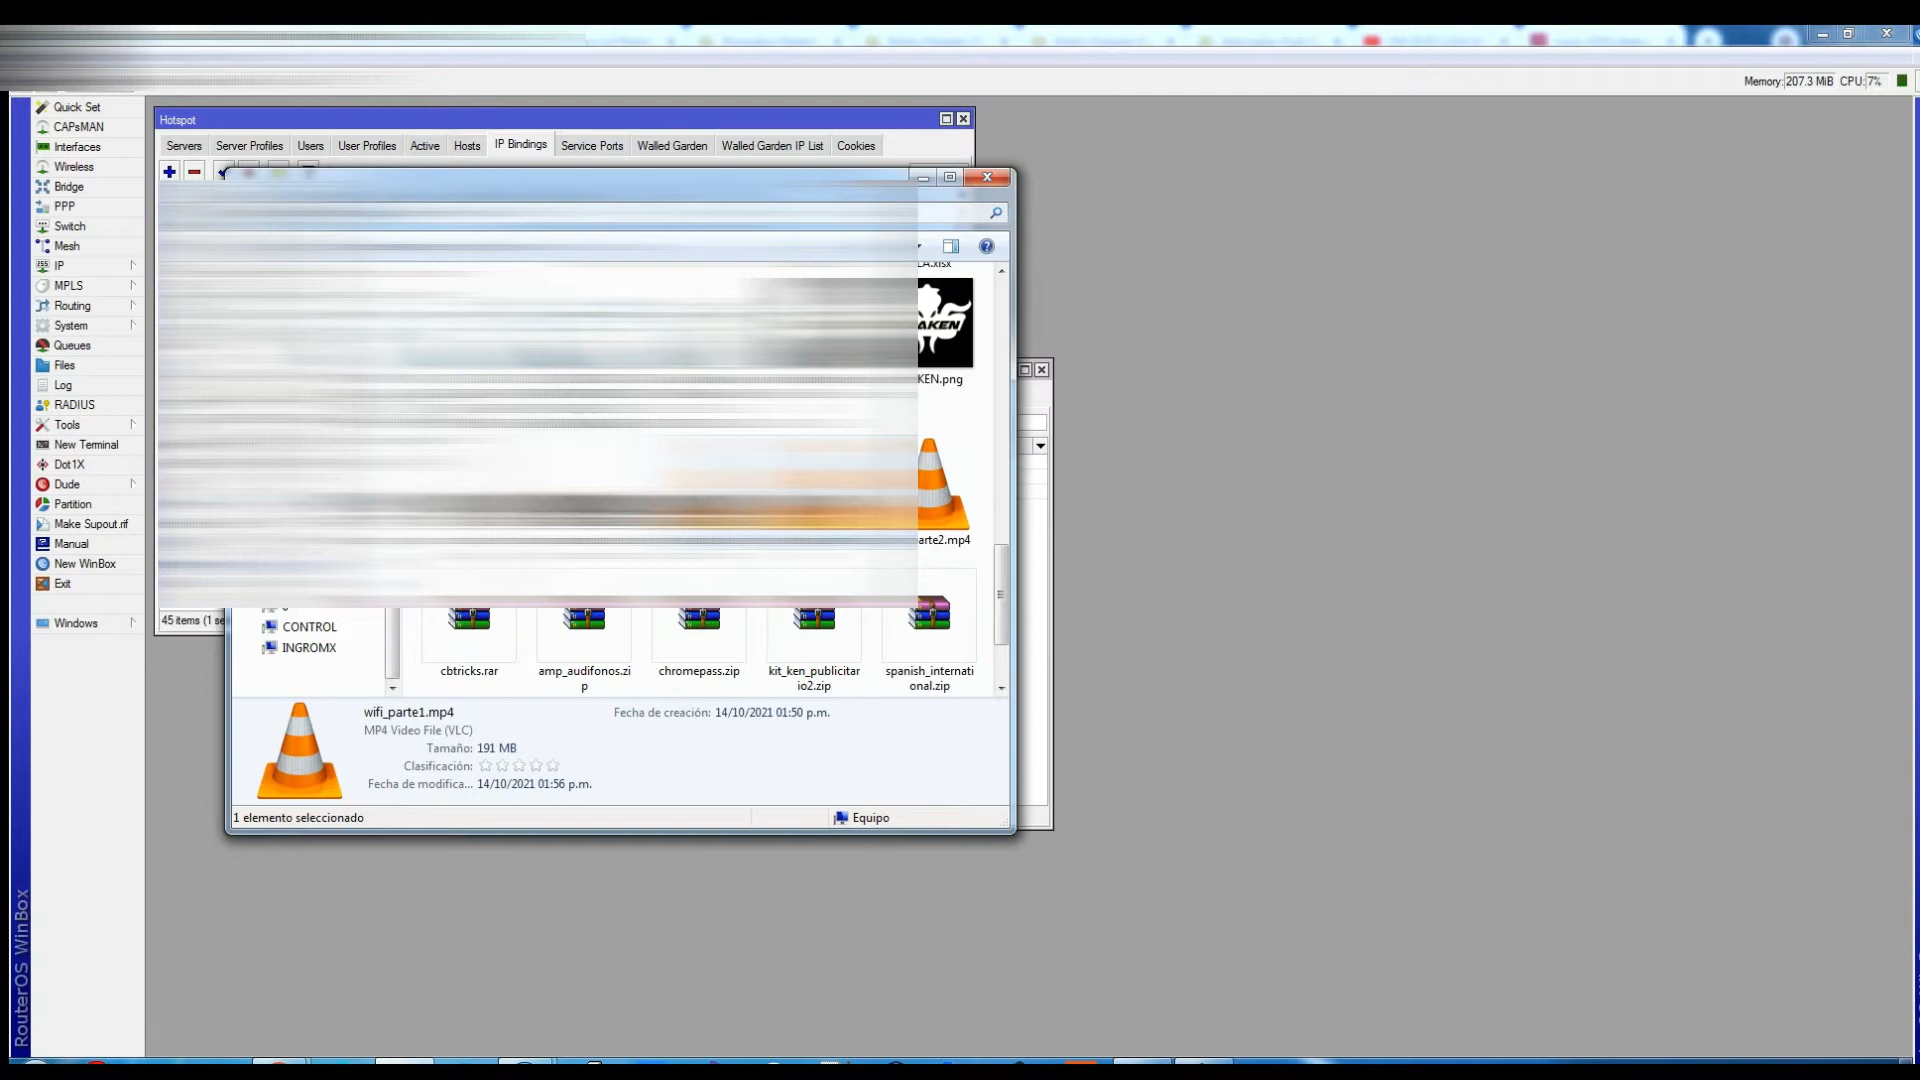 Memory: 207.3 MiB CPU: 7%
Quick Set
CAPsMAN
Interfaces
Wireless
Bridge
PPP
Switch
Mesh
IP
MPLS
Routing
System
Queues
Files
Log
RADIUS
Tools
New Terminal
Dot1X
Dude
Partition
Make Supout.rif
Manual
New WinBox
Exit
Windows
RouterOS WinBox
Hotspot
Servers Server Profiles Users User Profiles Active Hosts IP Bindings Service Ports Walled Garden Walled Garden IP List Cookies
LA.xlsx
AKEN
KEN.png
arte2.mp4
45 items (1 se
CONTROL
INGROMX
cbtricks.rar
amp_audifonos.zi
p
chromepass.zip
kit_ken_publicitar
io2.zip
spanish_internati
onal.zip
wifi_parte1.mp4
MP4 Video File (VLC)
Tamaño: 191 MB
Clasificación:
Fecha de modifica... 14/10/2021 01:56 p.m.
Fecha de creación: 14/10/2021 01:50 p.m.
1 elemento seleccionado
Equipo